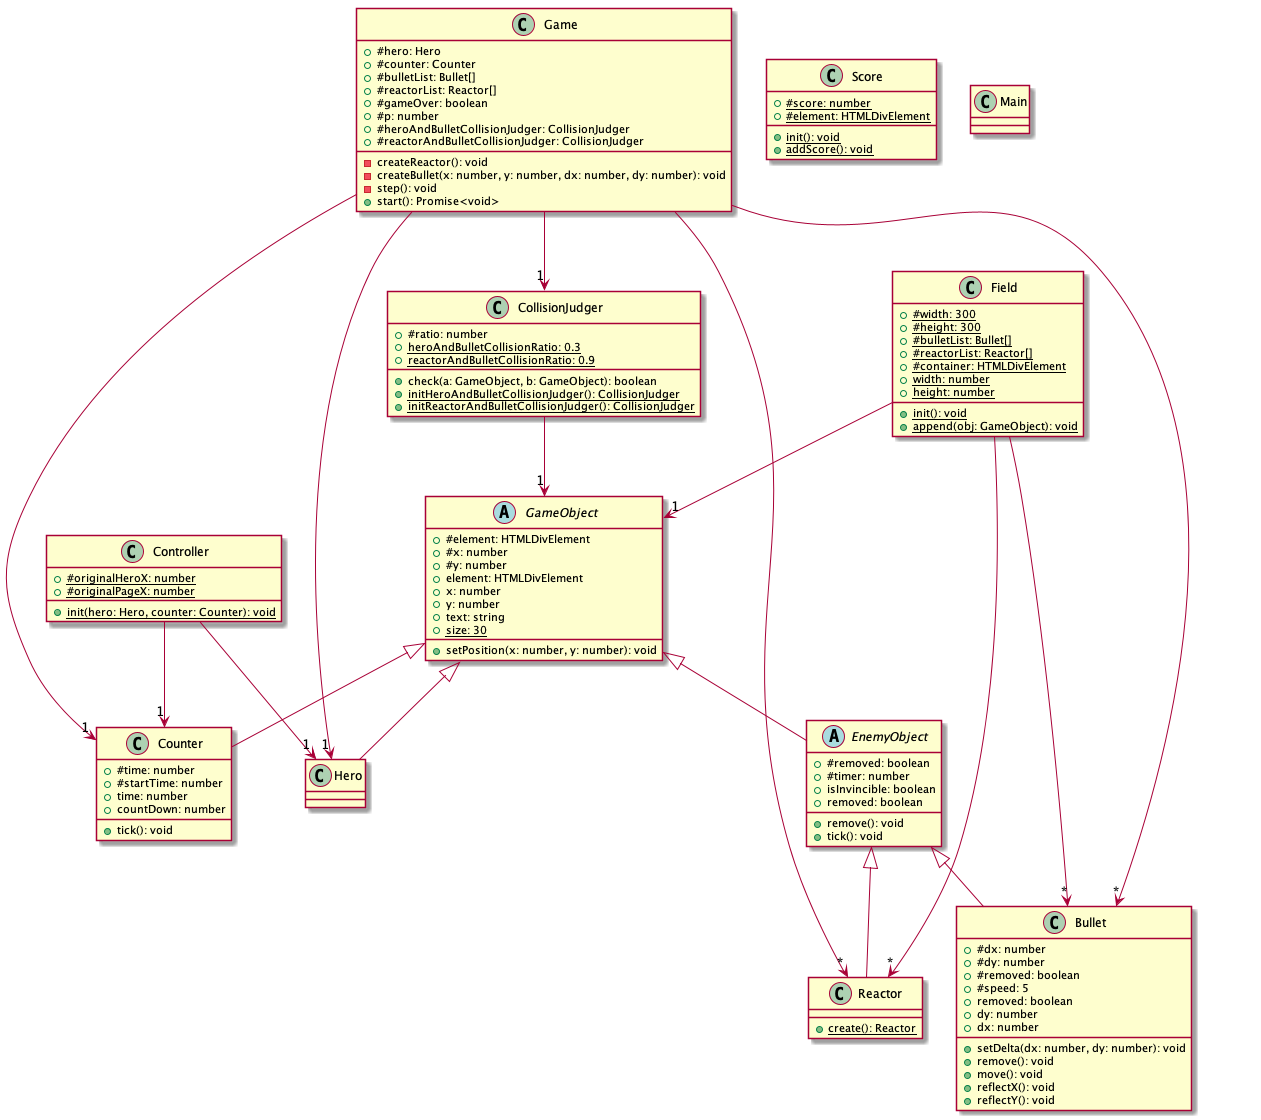 C Game
#hero: Hero
#counter: Counter
#bulletList: Bullet[]
#reactorList: Reactor[]
#gameOver: boolean
#p: number
#heroAndBulletCollisionJudger: CollisionJudger
#reactorAndBulletCollisionJudger: CollisionJudger
createReactor(): void
createBullet(x: number, y: number, dx: number, dy: number): void
step(): void
start(): Promise<void>
C Score
#score: number
#element: HTMLDivElement
init(): void
addScore(): void
C Main
1
C CollisionJudger
#ratio: number
heroAndBulletCollisionRatio: 0.3
reactorAndBulletCollisionRatio: 0.9
check(a: GameObject, b: GameObject): boolean
initHeroAndBulletCollisionJudger(): CollisionJudger
initReactorAndBulletCollisionJudger(): CollisionJudger
C Field
#width: 300
#height: 300
#bulletList: Bullet[]
#reactorList: Reactor[]
#container: HTMLDivElement
width: number
height: number
init(): void
append(obj: GameObject): void
1
1
A GameObject
#element: HTMLDivElement
#x: number
#y: number
element: HTMLDivElement
x: number
y: number
text: string
size: 30
setPosition(x: number, y: number): void
C Controller
#originalHeroX: number
#originalPageX: number
init(hero: Hero, counter: Counter): void
1
1
1
1
C Counter
#time: number
#startTime: number
time: number
countDown: number
tick(): void
C Hero
A EnemyObject
#removed: boolean
#timer: number
isInvincible: boolean
removed: boolean
remove(): void
tick(): void
*
*
*
*
C Reactor
create(): Reactor
C Bullet
#dx: number
#dy: number
#removed: boolean
#speed: 5
removed: boolean
dy: number
dx: number
setDelta(dx: number, dy: number): void
remove(): void
move(): void
reflectX(): void
reflectY(): void